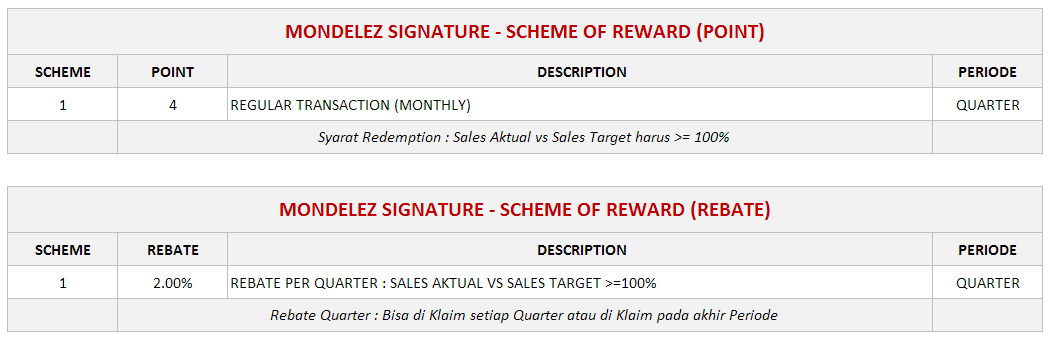 MONDELEZ SIGNATURE - SCHEME OF REWARD (POINT)
SCHEME POINT DESCRIPTION PERIODE
1 4 REGULAR TRANSACTION (MONTHLY) QUARTER
Syarat Redemption : Sales Aktual vs Sales Target harus >= 100%
MONDELEZ SIGNATURE - SCHEME OF REWARD (REBATE)
SCHEME REBATE DESCRIPTION PERIODE
1 2.00% REBATE PER QUARTER : SALES AKTUAL VS SALES TARGET >=100% QUARTER
Rebate Quarter : Bisa di Klaim setiap Quarter atau di Klaim pada akhir Periode